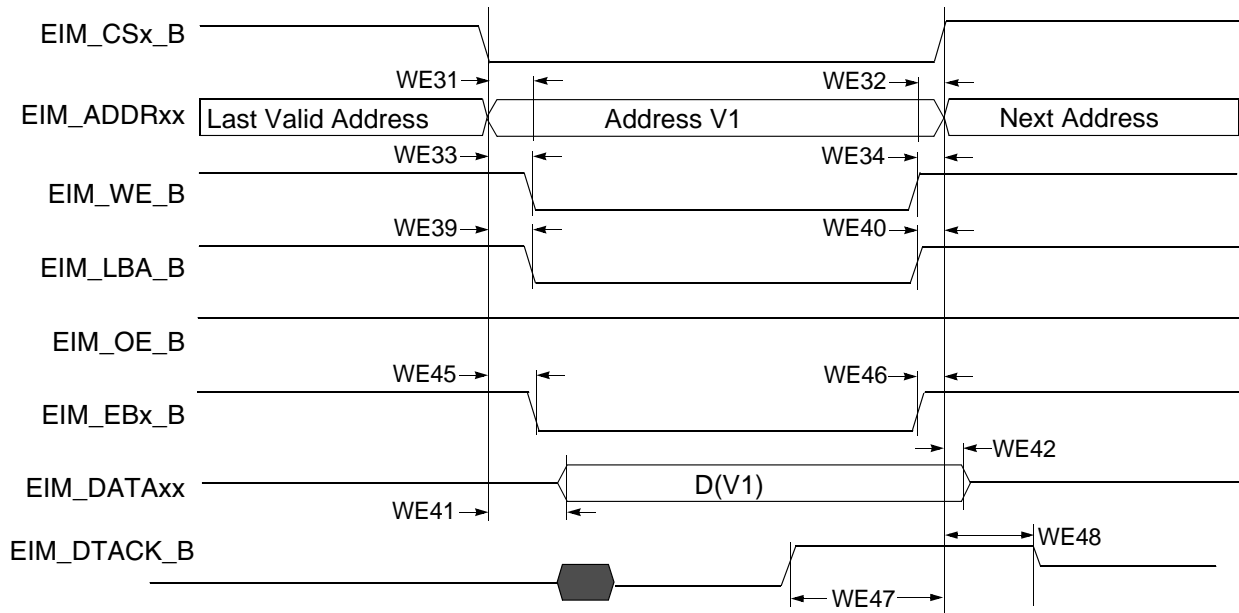 EIM_CSx_B
WE31
WE32
EIM_ADDRxx
Last Valid Address
Address V1
Next Address
WE33
WE34
EIM_WE_B
WE39
WE40
EIM_LBA_B
EIM_OE_B
WE45
WE46
EIM_EBx_B
WE42
EIM_DATAxx
D(V1)
WE41
EIM_DTACK_B
WE48
WE47